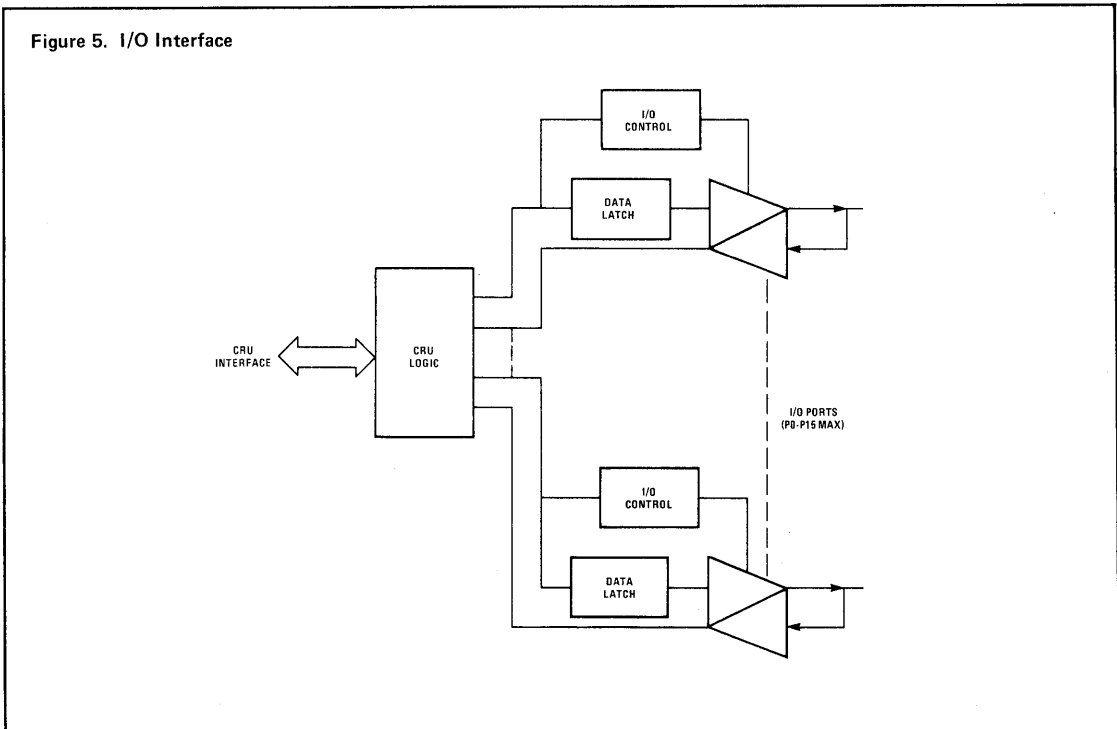 Figure 5. I/O Interface
I/O
CONTROL
DATA
LATCH
CRU
INTERFACE
CRU
LOGIC
I/O PORTS
(P0-P15 MAX)
I/O
CONTROL
DATA
LATCH